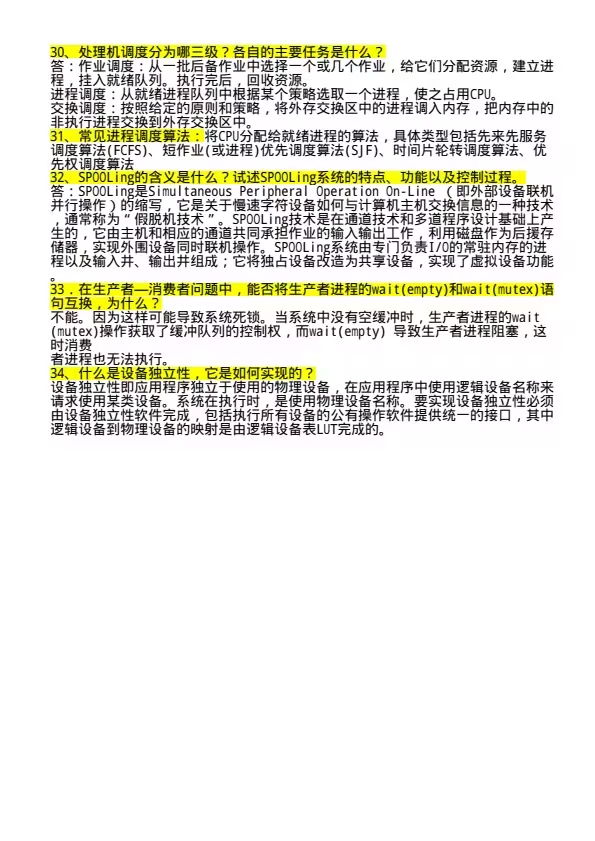 30、处理机调度分为哪三级？各自的主要任务是什么？
答：作业调度：从一批后备作业中选择一个或几个作业，给它们分配资源，建立进
程，挂入就绪队列。执行完后，回收资源。
进程调度：从就绪进程队列中根据某个策略选取一个进程，使之占用CPU。
交换调度：按照给定的原则和策略，将外存交换区中的进程调入内存，把内存中的
非执行进程交换到外存交换区中。
31、常见进程调度算法：将CPU分配给就绪进程的算法，具体类型包括先来先服务
调度算法(FCFS)、短作业(或进程)优先调度算法(SJF)、时间片轮转调度算法、优
先权调度算法
32、SPOOLing的含义是什么？试述SPOOLing系统的特点、功能以及控制过程。
答：SPOOLing是Simultaneous Peripheral Operation On-Line （即外部设备联机
并行操作）的缩写，它是关于慢速字符设备如何与计算机主机交换信息的一种技术
，通常称为“假脱机技术”。SPOOLing技术是在通道技术和多道程序设计基础上产
生的，它由主机和相应的通道共同承担作业的输入输出工作，利用磁盘作为后援存
储器，实现外围设备同时联机操作。SPOOLing系统由专门负责I/O的常驻内存的进
程以及输入井、输出井组成；它将独占设备改造为共享设备，实现了虚拟设备功能
。
33．在生产者—消费者问题中，能否将生产者进程的wait(empty)和wait(mutex)语
句互换，为什么？
不能。因为这样可能导致系统死锁。当系统中没有空缓冲时，生产者进程的wait
(mutex)操作获取了缓冲队列的控制权，而wait(empty) 导致生产者进程阻塞，这
时消费
者进程也无法执行。
34、什么是设备独立性，它是如何实现的？
设备独立性即应用程序独立于使用的物理设备，在应用程序中使用逻辑设备名称来
请求使用某类设备。系统在执行时，是使用物理设备名称。要实现设备独立性必须
由设备独立性软件完成，包括执行所有设备的公有操作软件提供统一的接口，其中
逻辑设备到物理设备的映射是由逻辑设备表LUT完成的。